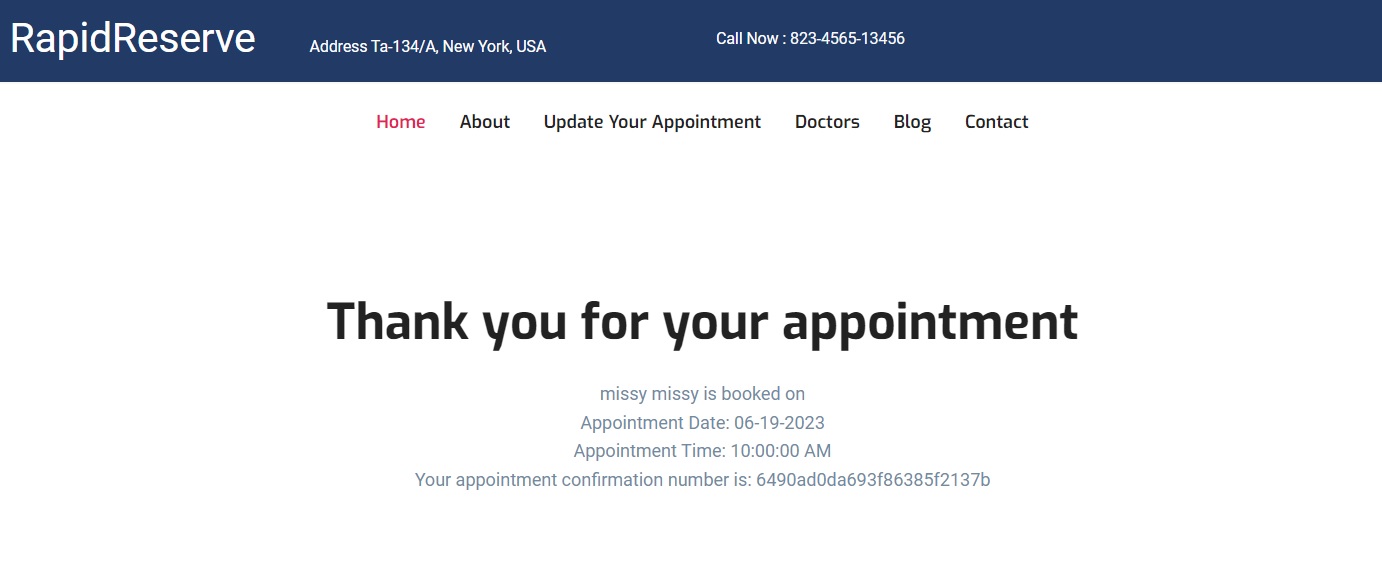 RapidReserve
Address Ta-134/A, New York, USA
Call Now : 823-4565-13456
Home About Update Your Appointment Doctors Blog Contact
Thank you for your appointment
missy missy is booked on
Appointment Date: 06-19-2023
Appointment Time: 10:00:00 AM
Your appointment confirmation number is: 6490ad0da693f86385f2137b